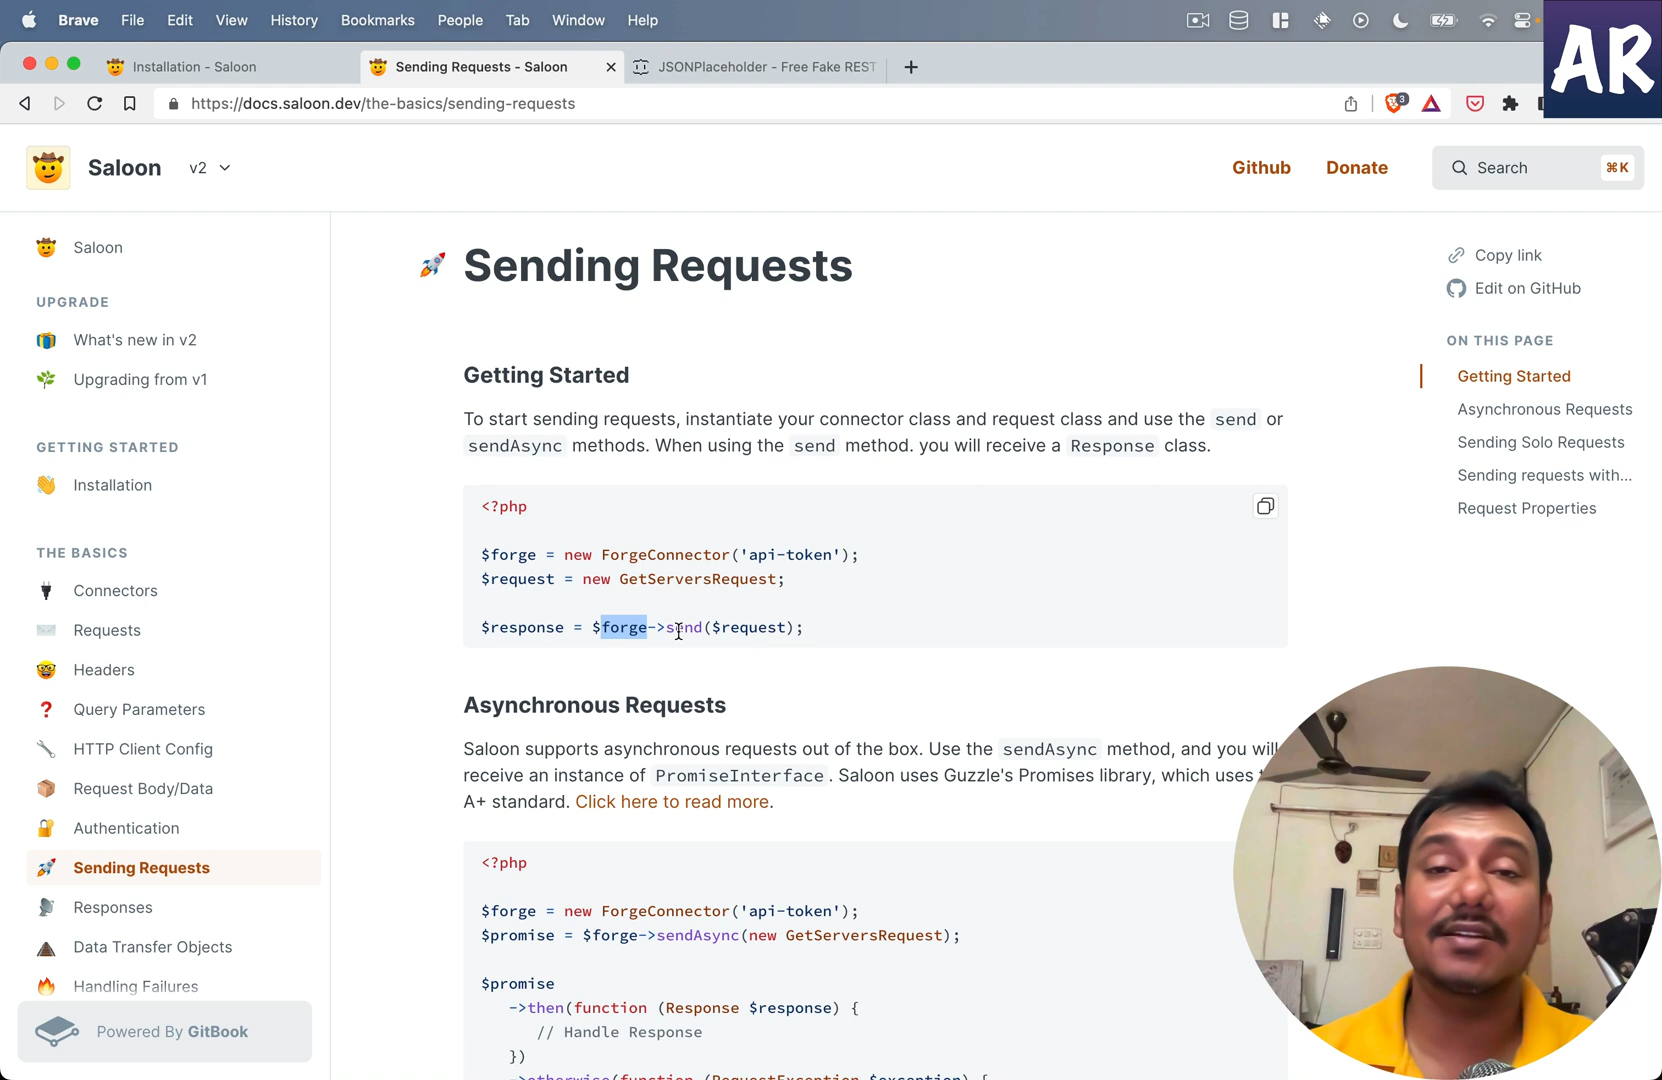 Brave File Edit View History Bookmarks People Tab Window Help
AR
Installation - Saloon
Sending Requests - Saloon
JSONPlaceholder - Free Fake REST
https://docs.saloon.dev/the-basics/sending-requests
3
Saloon v2
Github Donate Search ⌘K
Saloon
UPGRADE
What's new in v2
Upgrading from v1
GETTING STARTED
Installation
THE BASICS
Connectors
Requests
Headers
Query Parameters
HTTP Client Config
Request Body/Data
Authentication
Sending Requests
Responses
Data Transfer Objects
Handling Failures
Powered By GitBook
Sending Requests
Getting Started
To start sending requests, instantiate your connector class and request class and use the send or
sendAsync methods. When using the send method. you will receive a Response class.
<?php
$forge = new ForgeConnector('api-token');
$request = new GetServersRequest;
$response = $forge->send($request);
Asynchronous Requests
Saloon supports asynchronous requests out of the box. Use the sendAsync method, and you will
receive an instance of PromiseInterface. Saloon uses Guzzle's Promises library, which uses
A+ standard. Click here to read more.
<?php
$forge = new ForgeConnector('api-token');
$promise = $forge->sendAsync(new GetServersRequest);
$promise
->then(function (Response $response) {
// Handle Response
})
->otherwise(function (RequestException $exception) {
Copy link
Edit on GitHub
ON THIS PAGE
Getting Started
Asynchronous Requests
Sending Solo Requests
Sending requests with...
Request Properties